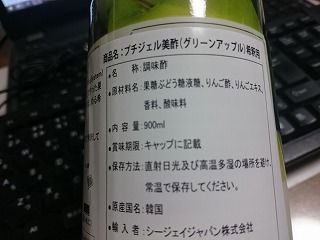 商品名:プチジェル美酢(グリーンアップル)希釈用
●名 称:調味酢
●原材料名:果糖ぶどう糖液糖、りんご酢、りんごエキス、
香料、酸味料
●内 容 量:900ml
●賞味期限:キャップに記載
●保存方法:直射日光及び高温多湿の場所を避け、
常温で保存してください。
●原産国名:韓国
●輸 入 者:シージェイジャパン株式会社